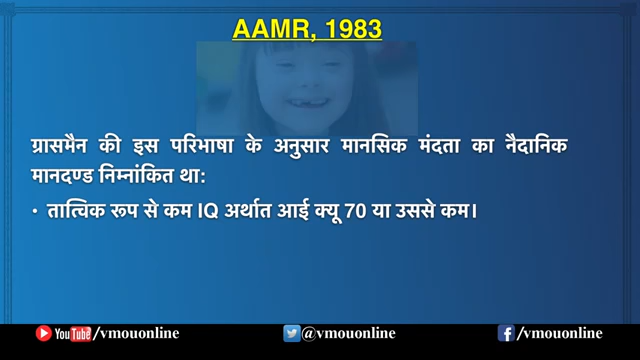 AAMR, 1983
ग्रासमैन की इस परिभाषा के अनुसार मानसिक मंदता का नैदानिक
मानदण्ड निम्नांकित था:
• तात्विक रूप से कम IQ अर्थात आई क्यू 70 या उससे कम।
YouTube /vmouonline @vmouonline f /vmouonline